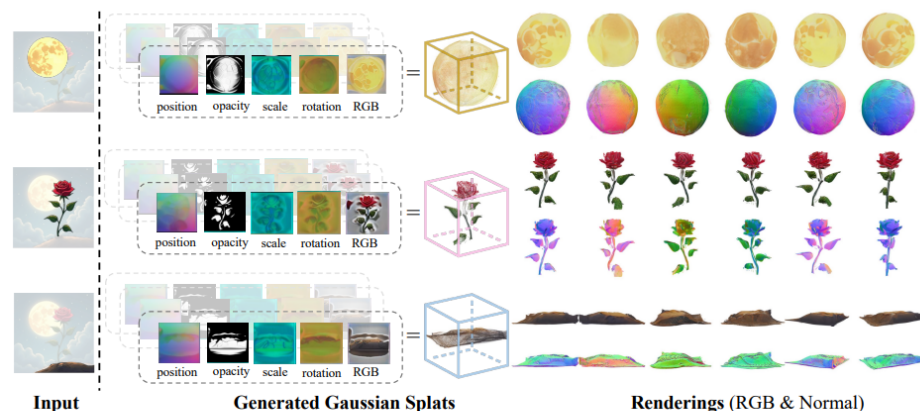 position opacity scale rotation RGB =
position opacity scale rotation RGB =
position opacity scale rotation RGB =
Input Generated Gaussian Splats Renderings (RGB & Normal)